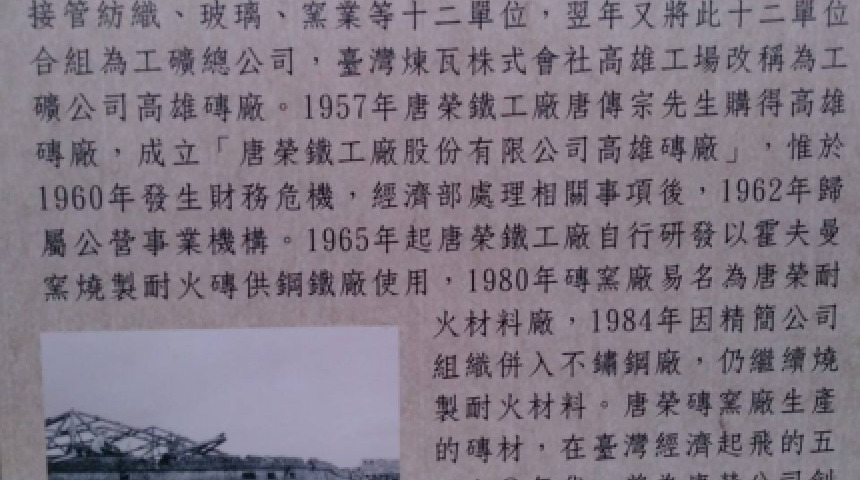 接管紡織、玻璃、窯業等十二單位，翌年又將此十二單位
合組為工礦總公司，臺灣煉瓦株式會社高雄工場改稱為工
礦公司高雄磚廠。1957年唐榮鐵工廠唐傳宗先生購得高雄
磚廠，成立「唐榮鐵工廠股份有限公司高雄磚廠」，惟於
1960年發生財務危機，經濟部處理相關事項後，1962年歸
屬公營事業機構。1965年起唐榮鐵工廠自行研發以霍夫曼
窯燒製耐火磚供鋼鐵廠使用，1980年磚窯廠易名為唐榮耐
火材料廠，1984年因精簡公司
組織併入不鏽鋼廠，仍繼續燒
製耐火材料。唐榮磚窯廠生產
的磚材，在臺灣經濟起飛的五